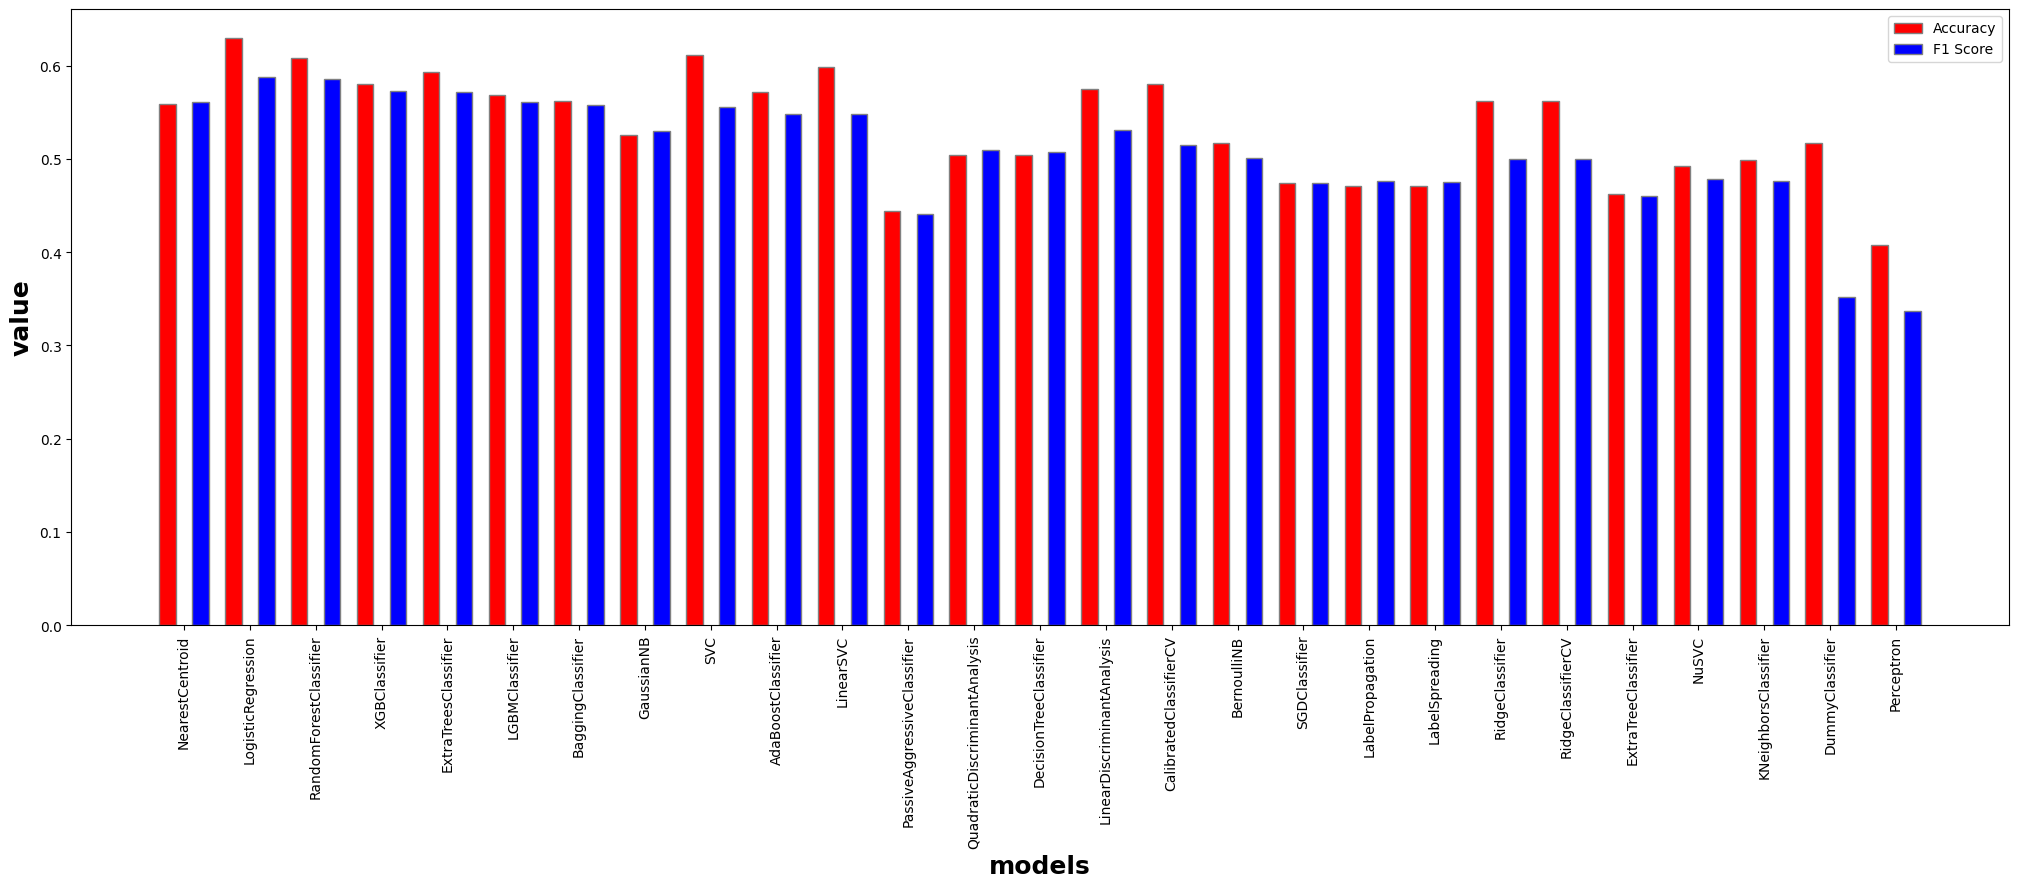 Accuracy
F1 Score
value
0.6
0.5
0.4
0.3
0.2
0.1
0.0
NearestCentroid
LogisticRegression
RandomForestClassifier
XGBClassifier
ExtraTreesClassifier
LGBMClassifier
BaggingClassifier
GaussianNB
SVC
AdaBoostClassifier
LinearSVC
PassiveAggressiveClassifier
QuadraticDiscriminantAnalysis
DecisionTreeClassifier
LinearDiscriminantAnalysis
CalibratedClassifierCV
BernoulliNB
SGDClassifier
LabelPropagation
LabelSpreading
RidgeClassifier
RidgeClassifierCV
ExtraTreeClassifier
NuSVC
KNeighborsClassifier
DummyClassifier
Perceptron
models